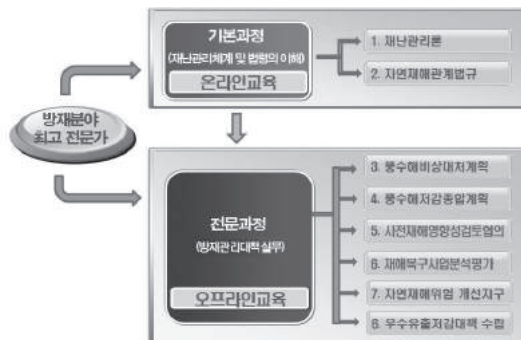 방재분야
최고 전문가
기본과정
(재난관리체계 및 법령의 이해)
온라인교육
1. 재난관리론
2. 자연재해관계법규
전문과정
(방재관리대책실무)
오프라인교육
3. 풍수해비상대처계획
4. 풍수해저감종합계획
5. 사전재해영향성검토협의
6. 재해복구사업분석평가
7. 자연재해위험 개선지구
8. 우수유출저감대책 수립